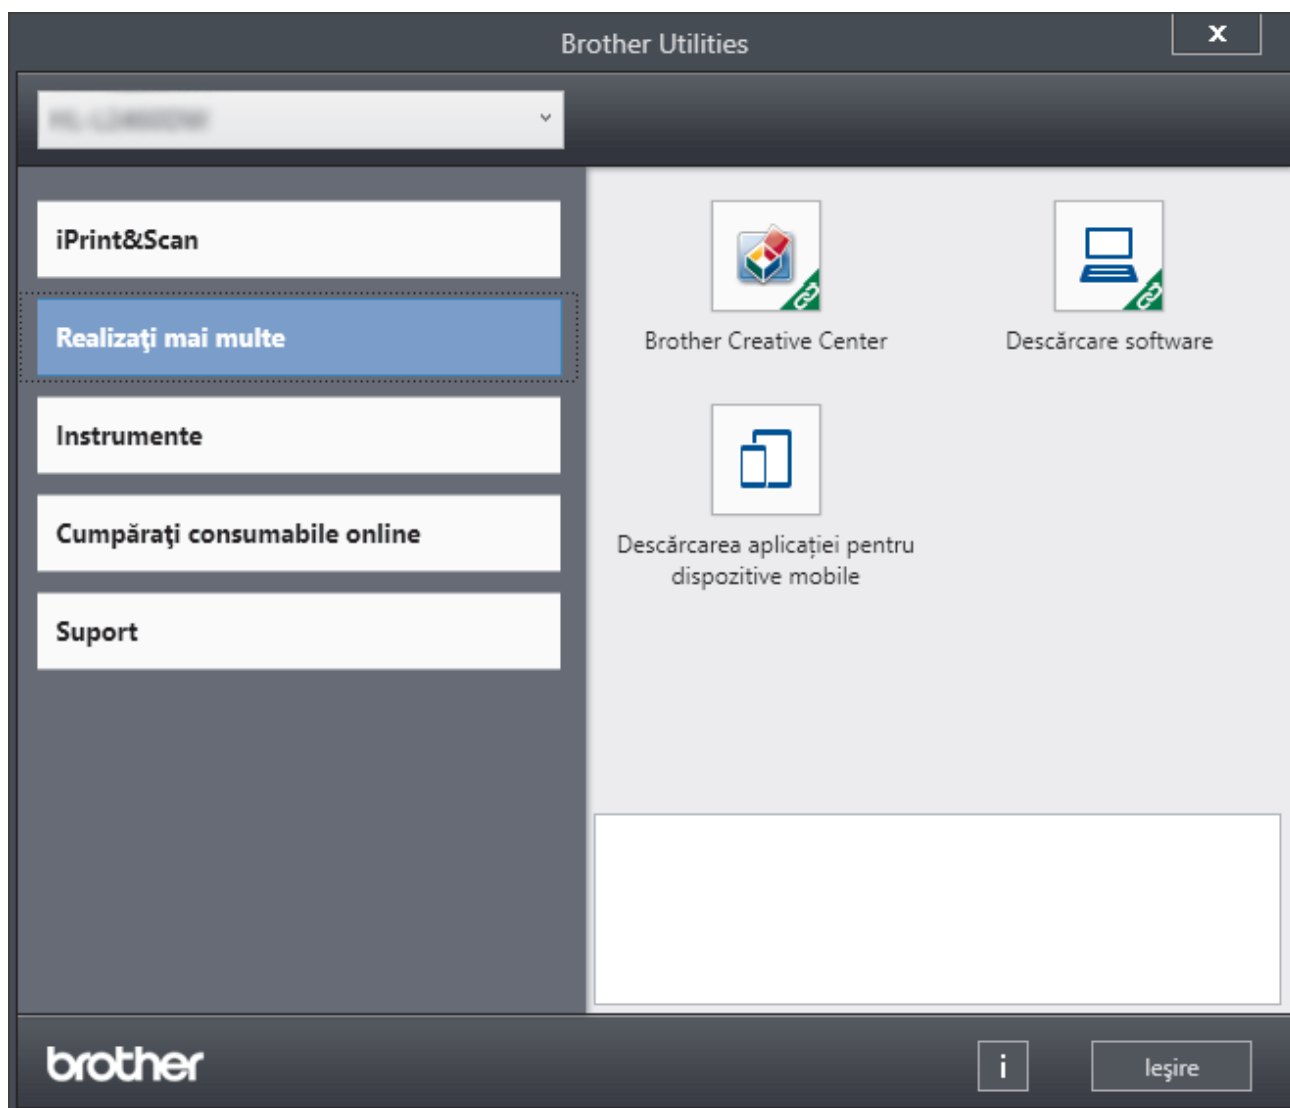 Brother Utilities
x
iPrint&Scan
Realizaţi mai multe
Instrumente
Cumpăraţi consumabile online
Suport
Brother Creative Center
Descărcare software
Descărcarea aplicației pentru
dispozitive mobile
brother
i
Ieşire